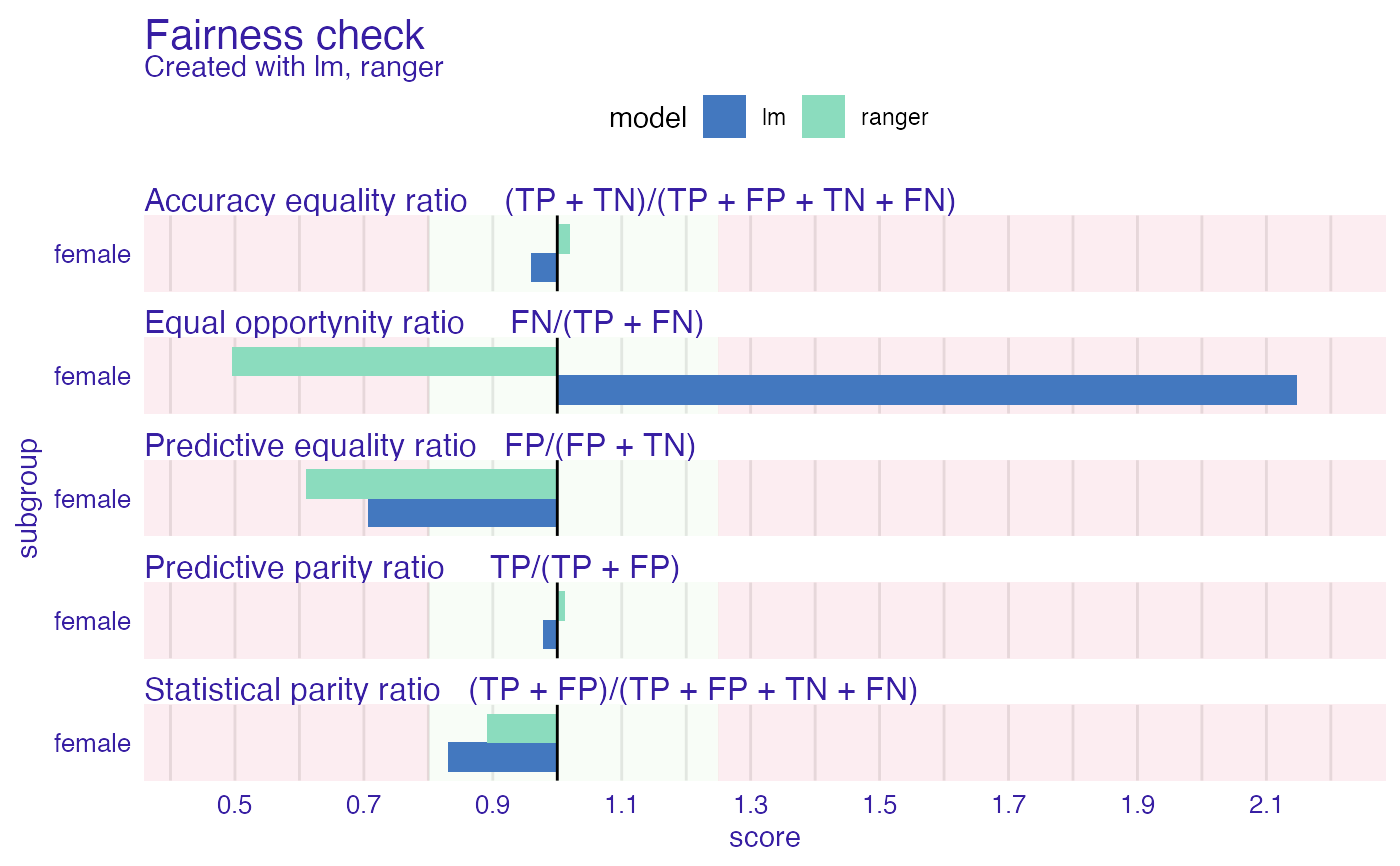 Fairness check
Created with lm, ranger
model lm ranger
Accuracy equality ratio (TP + TN)/(TP + FP + TN + FN)
female
Equal opportynity ratio FN/(TP + FN)
female
Predictive equality ratio FP/(FP + TN)
female
Predictive parity ratio TP/(TP + FP)
female
Statistical parity ratio (TP + FP)/(TP + FP + TN + FN)
female
subgroup
0.5 0.7 0.9 1.1 1.3 1.5 1.7 1.9 2.1
score